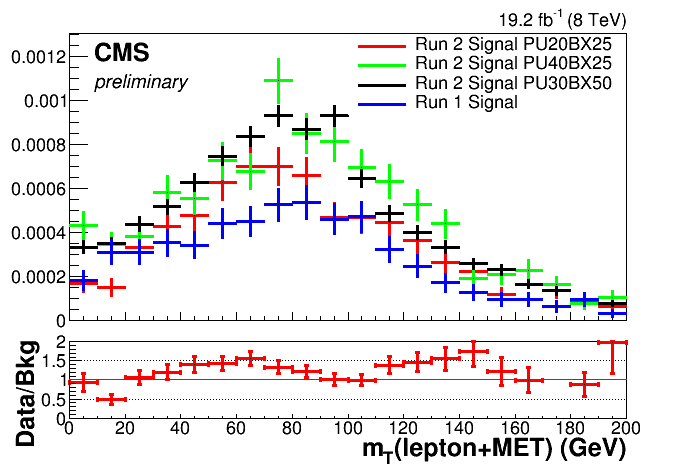 19.2 fb⁻¹ (8 TeV)
CMS
preliminary
Run 2 Signal PU20BX25
Run 2 Signal PU40BX25
Run 2 Signal PU30BX50
Run 1 Signal
0.0012
0.001
0.0008
0.0006
0.0004
0.0002
0
Data/Bkg
2
1.5
1
0.5
0
0 20 40 60 80 100 120 140 160 180 200
m_T(lepton+MET) (GeV)